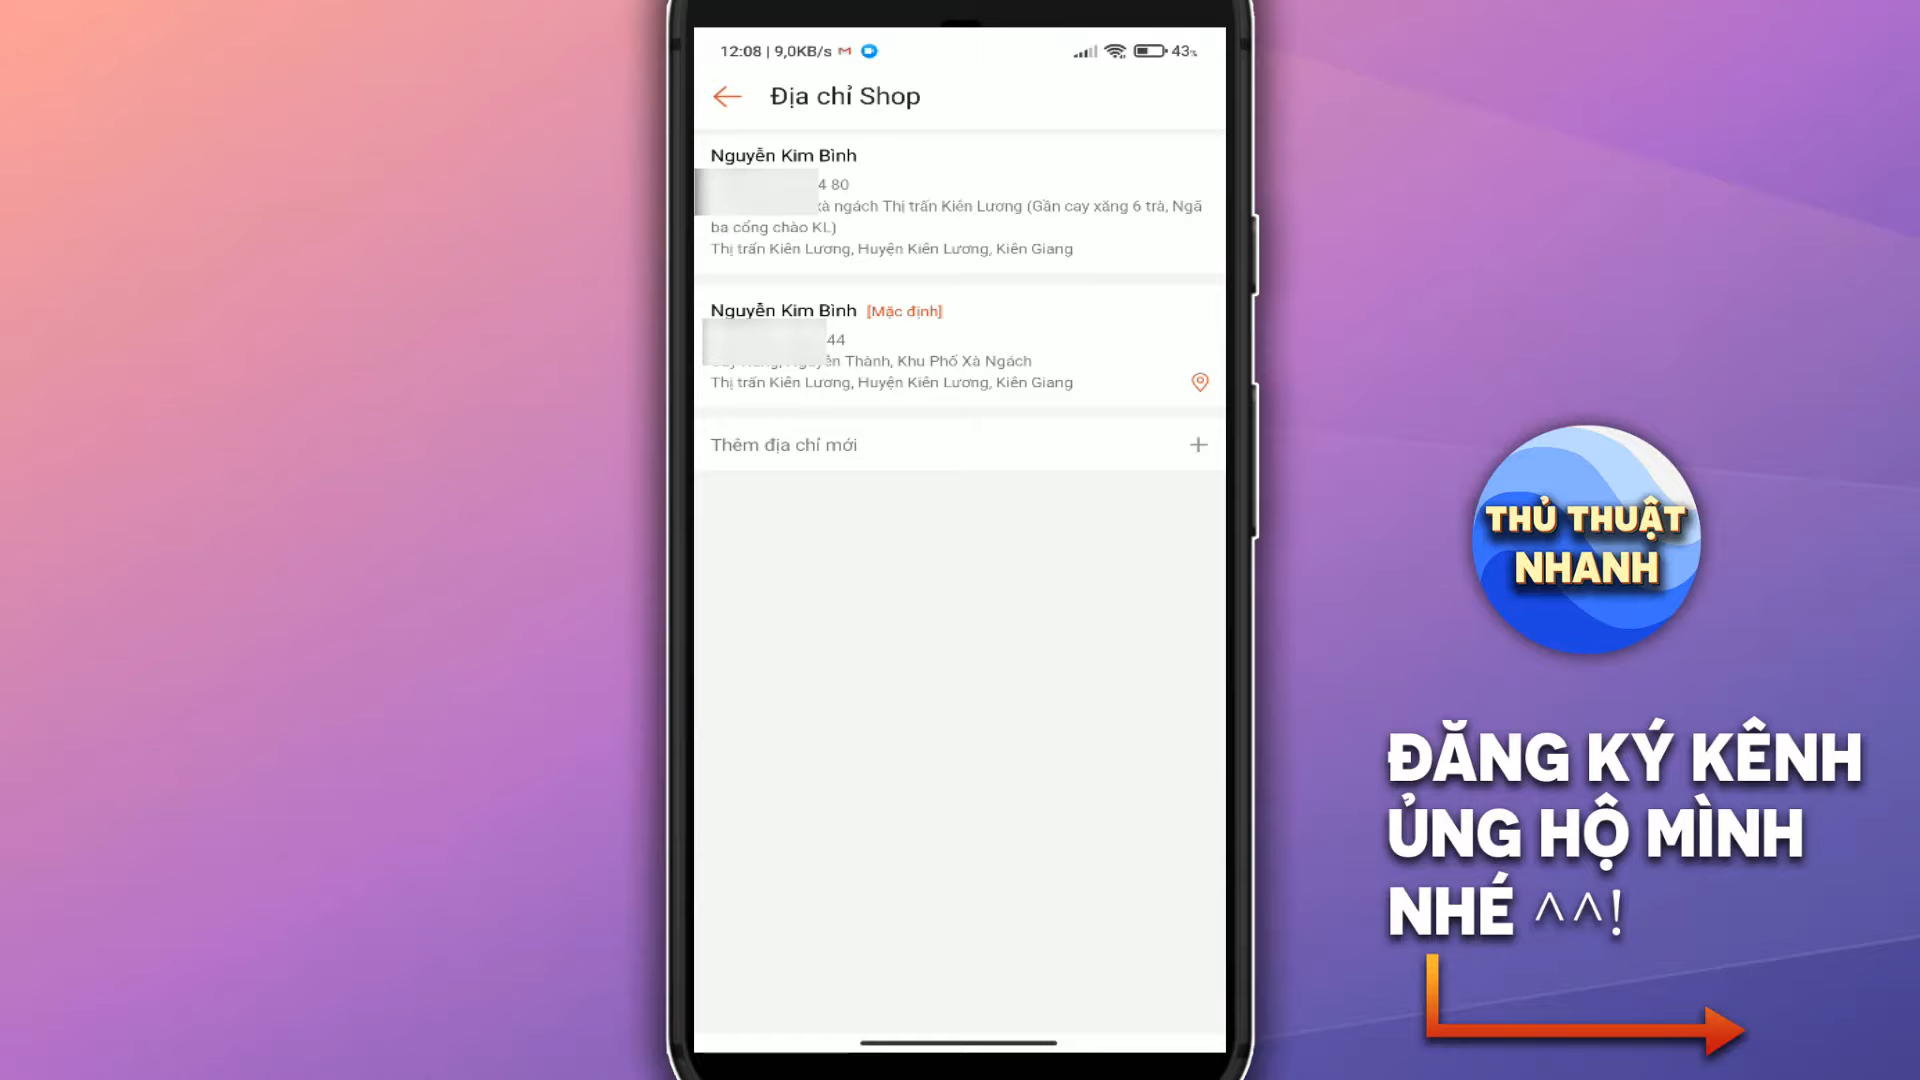 12:08 | 9,0KB/s
43%
Địa chỉ Shop
Nguyễn Kim Bình
4 80
xà ngách Thị trấn Kiên Lương (Gần cay xăng 6 trà, Ngã
ba cổng chào KL)
Thị trấn Kiên Lương, Huyện Kiên Lương, Kiên Giang
Nguyễn Kim Bình [Mặc định]
44
Thành, Khu Phố Xà Ngách
Thị trấn Kiên Lương, Huyện Kiên Lương, Kiên Giang
Thêm địa chỉ mới
THỦ THUẬT
NHANH
ĐĂNG KÝ KÊNH
ỦNG HỘ MÌNH
NHÉ ^^!